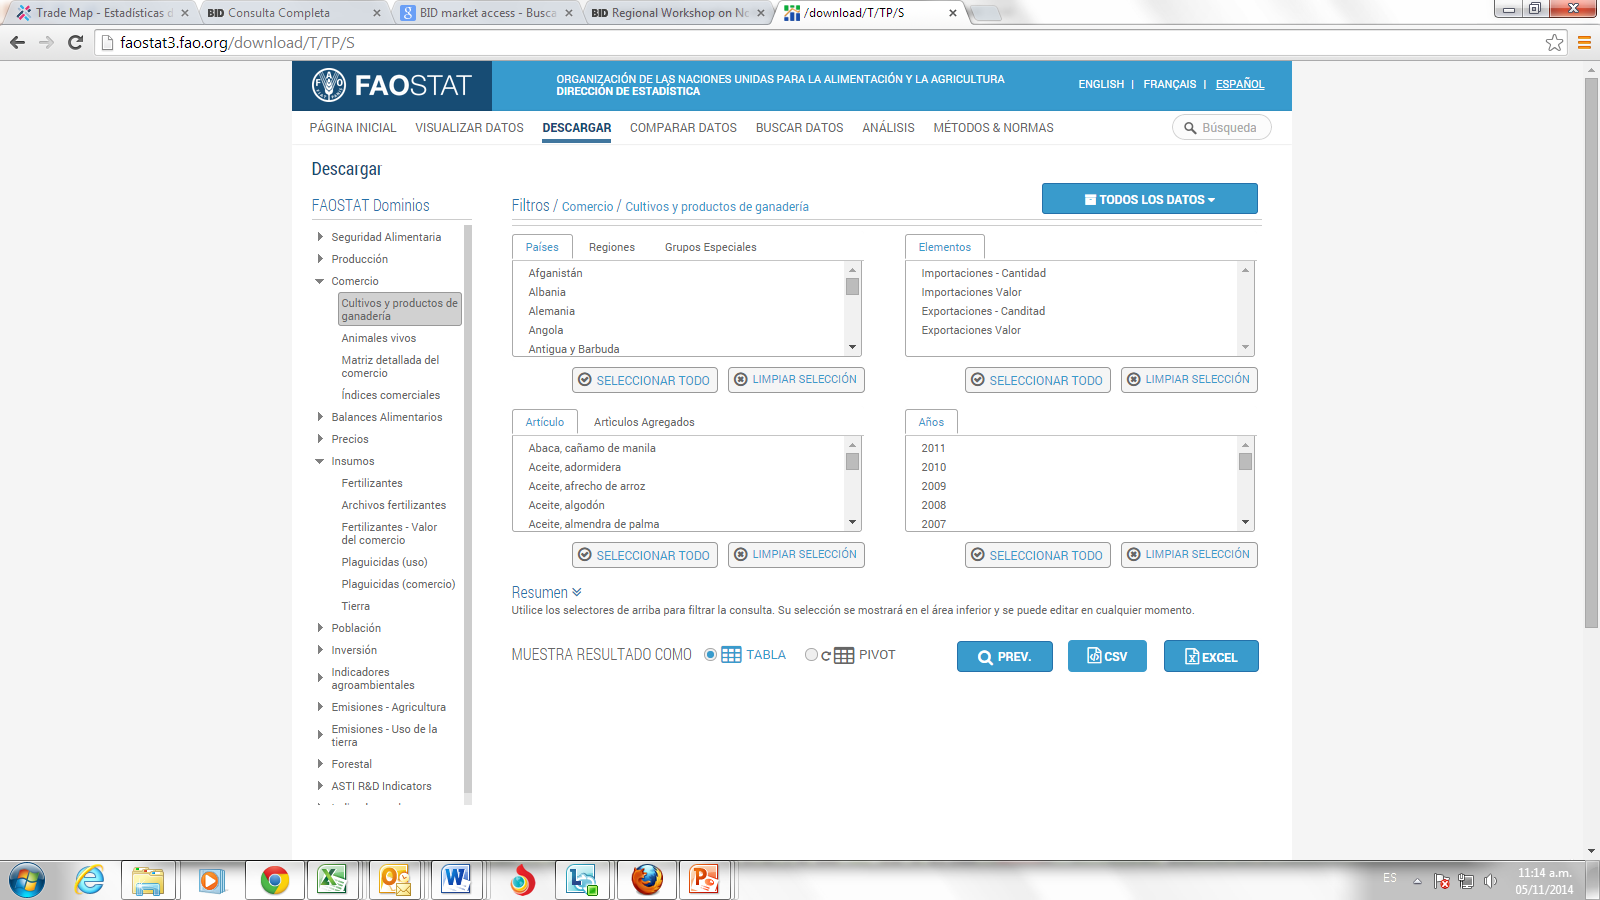 Trade Map - Estadísticas d
BID Consulta Completa
BID market access - Busca
BID Regional Workshop on No
/download/T/TP/S
faostat3.fao.org/download/T/TP/S
FAOSTAT
ORGANIZACIÓN DE LAS NACIONES UNIDAS PARA LA ALIMENTACIÓN Y LA AGRICULTURA
DIRECCIÓN DE ESTADÍSTICA
ENGLISH | FRANÇAIS | ESPAÑOL
PÁGINA INICIAL VISUALIZAR DATOS DESCARGAR COMPARAR DATOS BUSCAR DATOS ANÁLISIS MÉTODOS & NORMAS
Búsqueda
Descargar
FAOSTAT Dominios
Seguridad Alimentaria
Producción
Comercio
Cultivos y productos de
ganadería
Animales vivos
Matriz detallada del
comercio
Índices comerciales
Balances Alimentarios
Precios
Insumos
Fertilizantes
Archivos fertilizantes
Fertilizantes - Valor
del comercio
Plaguicidas (uso)
Plaguicidas (comercio)
Tierra
Población
Inversión
Indicadores
agroambientales
Emisiones - Agricultura
Emisiones - Uso de la
tierra
Forestal
ASTI R&D Indicators
Filtros / Comercio / Cultivos y productos de ganadería
TODOS LOS DATOS
Países Regiones Grupos Especiales
Afganistán
Albania
Alemania
Angola
Antigua y Barbuda
SELECCIONAR TODO LIMPIAR SELECCIÓN
Elementos
Importaciones - Cantidad
Importaciones Valor
Exportaciones - Canditad
Exportaciones Valor
SELECCIONAR TODO LIMPIAR SELECCIÓN
Artículo Artìculos Agregados
Abaca, cañamo de manila
Aceite, adormidera
Aceite, afrecho de arroz
Aceite, algodón
Aceite, almendra de palma
SELECCIONAR TODO LIMPIAR SELECCIÓN
Años
2011
2010
2009
2008
2007
SELECCIONAR TODO LIMPIAR SELECCIÓN
Resumen
Utilice los selectores de arriba para filtrar la consulta. Su selección se mostrará en el área inferior y se puede editar en cualquier momento.
MUESTRA RESULTADO COMO TABLA PIVOT
PREV. CSV EXCEL
ES
11:14 a.m.
05/11/2014